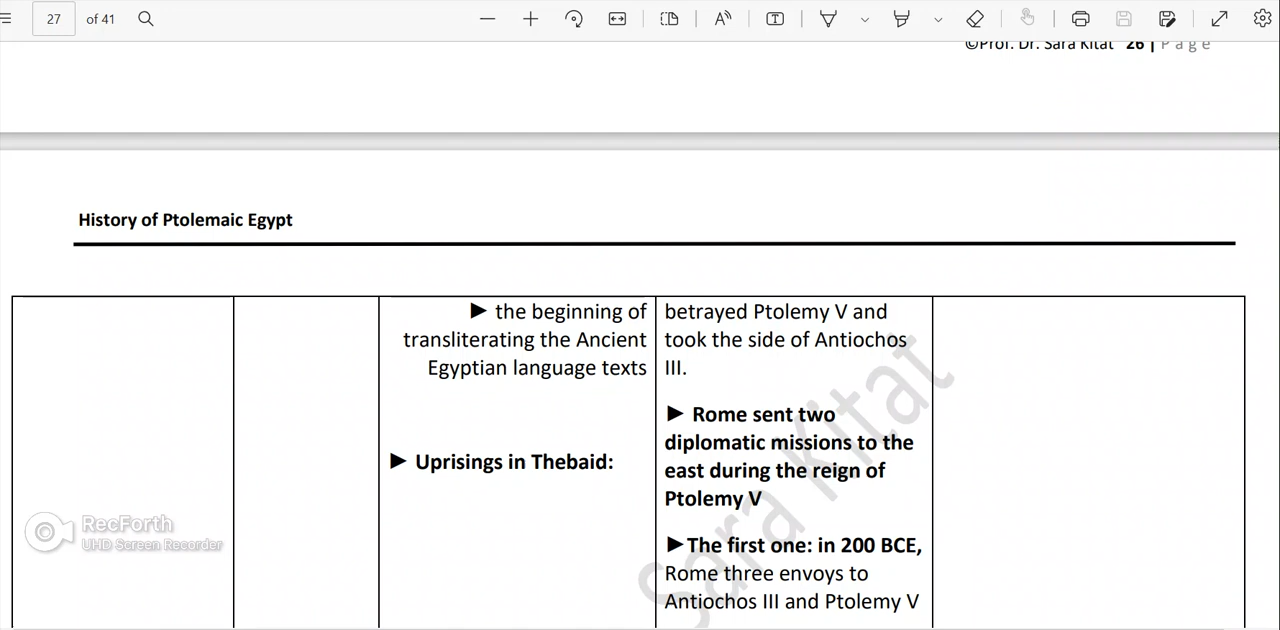 27 of 41
©Prof. Dr. Sara Kitat 26 | Page
History of Ptolemaic Egypt
► the beginning of
transliterating the Ancient
Egyptian language texts
► Uprisings in Thebaid:
betrayed Ptolemy V and
took the side of Antiochos
III.
► Rome sent two
diplomatic missions to the
east during the reign of
Ptolemy V
►The first one: in 200 BCE,
Rome three envoys to
Antiochos III and Ptolemy V
Sara Kitat
RecForth
UHD Screen Recorder